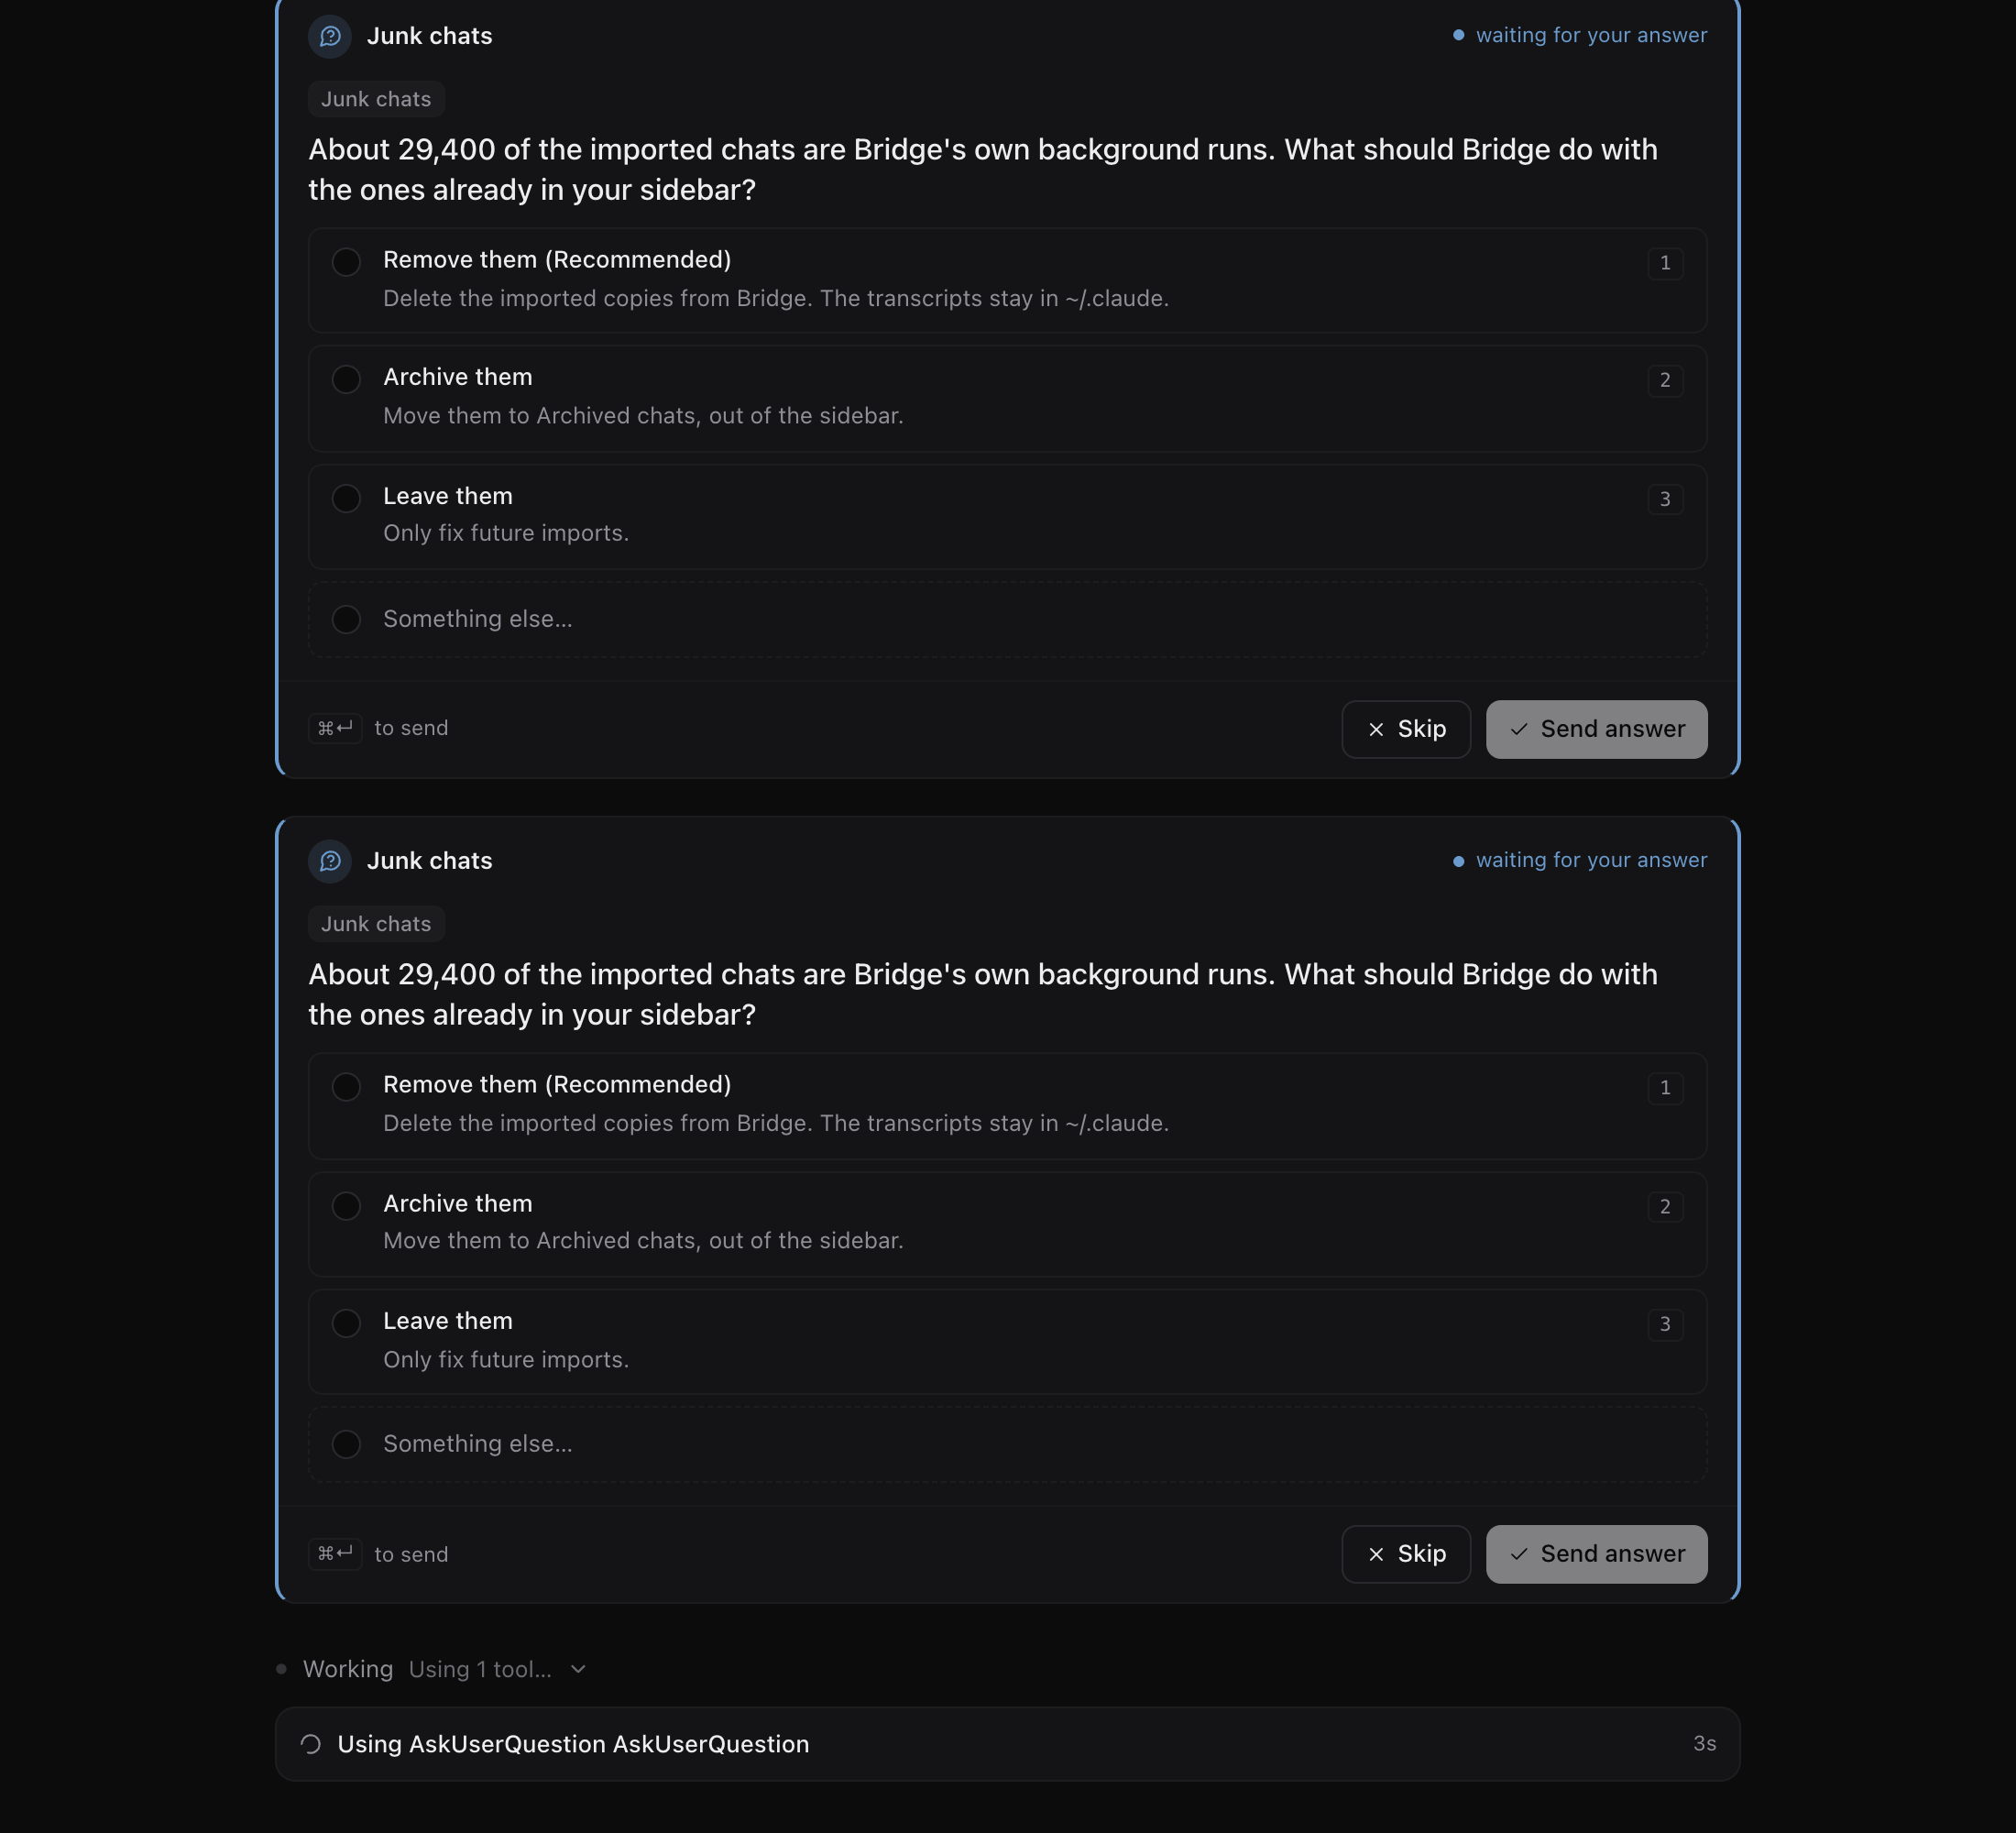 Junk chats
waiting for your answer
Junk chats
About 29,400 of the imported chats are Bridge's own background runs. What should Bridge do with
the ones already in your sidebar?
Remove them (Recommended)
1
Delete the imported copies from Bridge. The transcripts stay in ~/.claude.
Archive them
2
Move them to Archived chats, out of the sidebar.
Leave them
3
Only fix future imports.
Something else...
⌘↵ to send
Skip
Send answer
Junk chats
waiting for your answer
Junk chats
About 29,400 of the imported chats are Bridge's own background runs. What should Bridge do with
the ones already in your sidebar?
Remove them (Recommended)
1
Delete the imported copies from Bridge. The transcripts stay in ~/.claude.
Archive them
2
Move them to Archived chats, out of the sidebar.
Leave them
3
Only fix future imports.
Something else...
⌘↵ to send
Skip
Send answer
Working Using 1 tool...
Using AskUserQuestion AskUserQuestion
3s